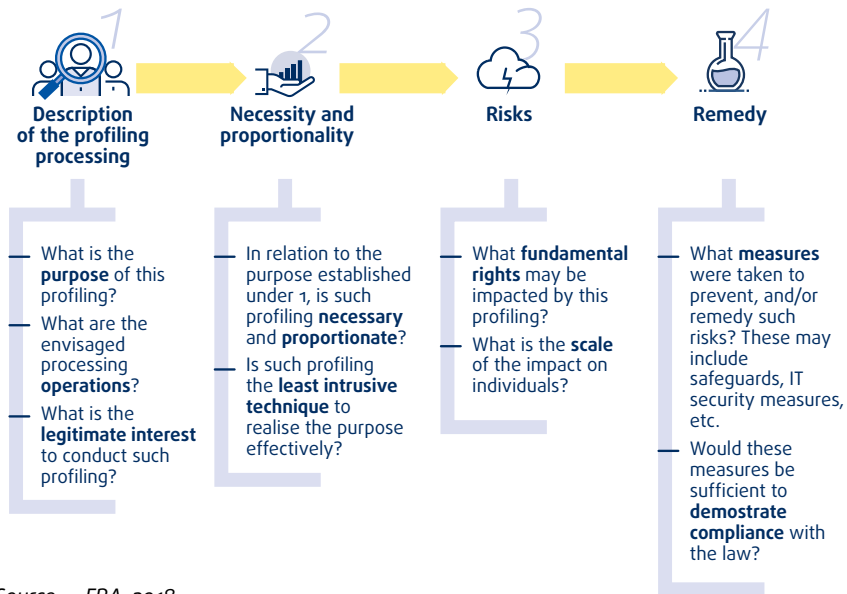 1
Description
of the profiling
processing
What is the
purpose of this
profiling?
What are the
envisaged
processing
operations?
What is the
legitimate interest
to conduct such
profiling?
2
Necessity and
proportionality
In relation to the
purpose established
under 1, is such
profiling necessary
and proportionate?
Is such profiling
the least intrusive
technique to
realise the purpose
effectively?
3
Risks
What fundamental
rights may be
impacted by this
profiling?
What is the scale
of the impact on
individuals?
4
Remedy
What measures
were taken to
prevent, and/or
remedy such
risks? These may
include
safeguards, IT
security measures,
etc.
Would these
measures be
sufficient to
demostrate
compliance with
the law?